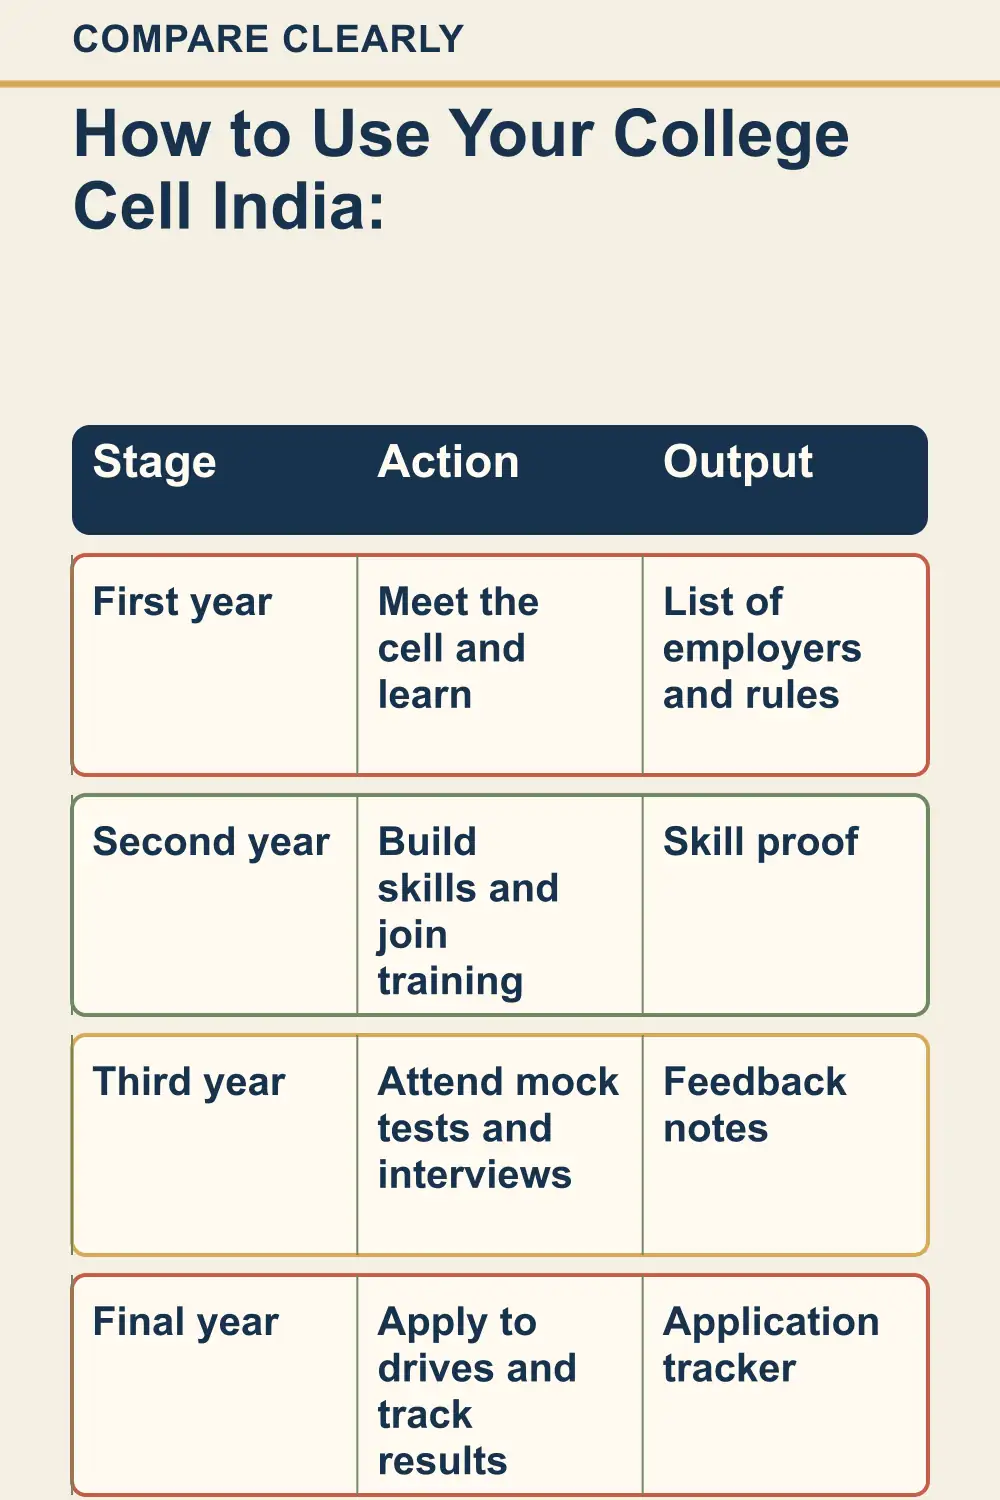 COMPARE CLEARLY
How to Use Your College
Cell India:
Stage
Action
Output
First year
Meet the
cell and
learn
List of
employers
and rules
Second year
Build
skills and
join
training
Skill proof
Third year
Attend mock
tests and
interviews
Feedback
notes
Final year
Apply to
drives and
track
results
Application
tracker